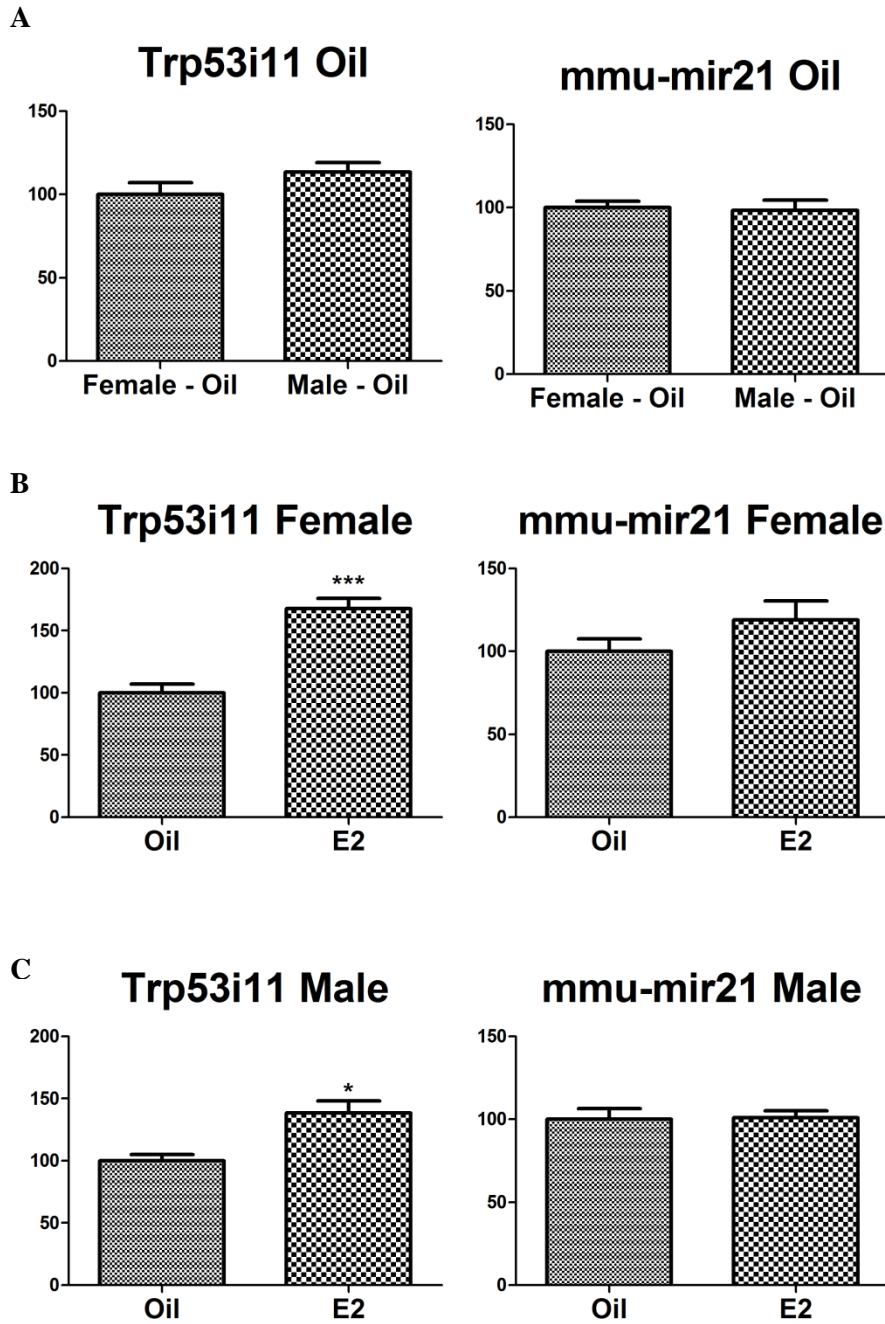 A
Trp53i11 Oil
mmu-mir21 Oil
150
100
50
0
Female - Oil
Male - Oil
150
100
50
0
Female - Oil
Male - Oil
B
Trp53i11 Female
mmu-mir21 Female
200
150
100
50
0
***
Oil
E2
150
100
50
0
Oil
E2
C
Trp53i11 Male
mmu-mir21 Male
200
150
100
50
0
*
Oil
E2
150
100
50
0
Oil
E2